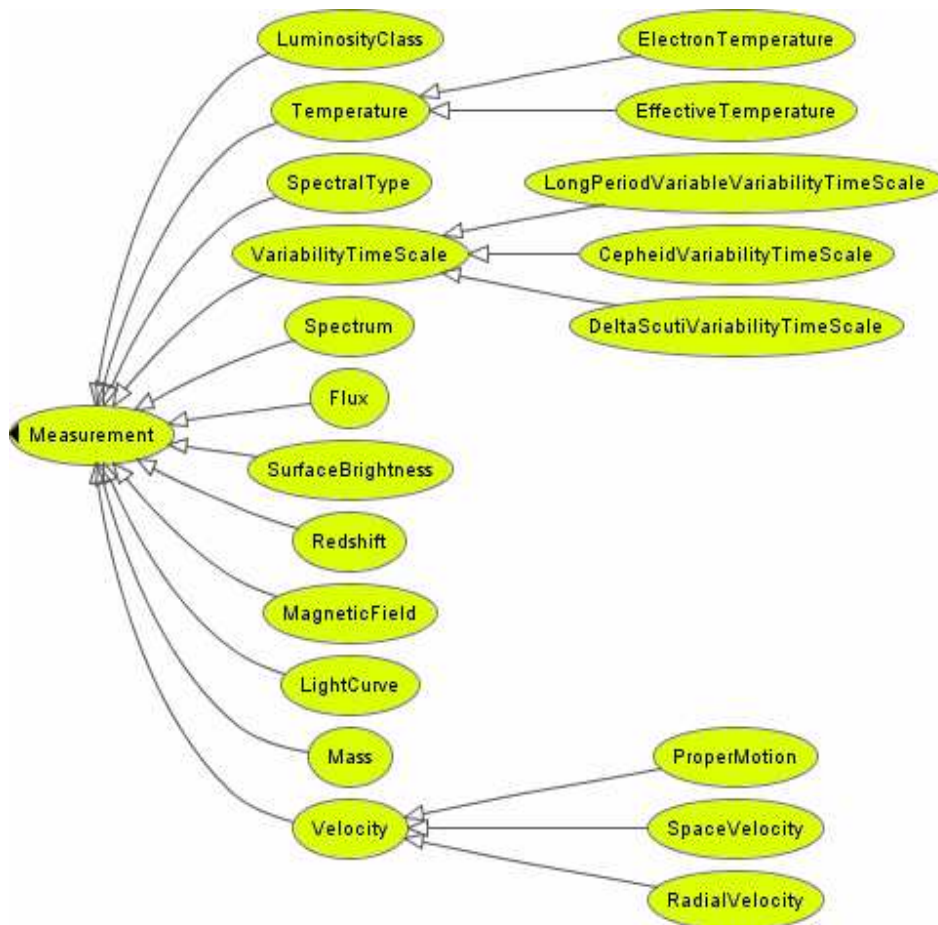 LuminosityClass
ElectronTemperature
Temperature
EffectiveTemperature
SpectralType
LongPeriodVariableVariabilityTimeScale
VariabilityTimeScale
CepheidVariabilityTimeScale
Spectrum
DeltaScutiVariabilityTimeScale
Flux
Measurement
SurfaceBrightness
Redshift
MagneticField
LightCurve
Mass
ProperMotion
Velocity
SpaceVelocity
RadialVelocity